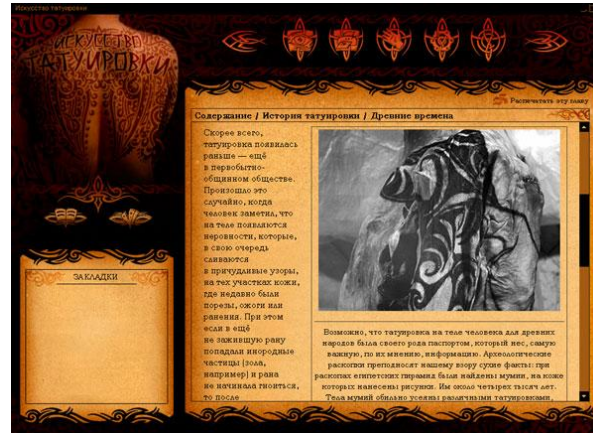 Искусство татуировки
ИСКУССТВО
ТАТУИРОВКИ
Распечатать эту главу
Содержание / История татуировки / Древние времена
Скорее всего,
татуировка появилась
раньше — ещё
в первобытно-
общинном обществе.
Произошло это
случайно, когда
человек заметил, что
на теле появляются
неровности, которые,
в свою очередь
сливаются
в причудливые узоры,
на тех участках кожи,
где недавно были
порезы, ожоги или
ранения. При этом
если в ещё
не зажившую рану
попадали инородные
частицы (зола,
например) и рана
не начинала гноиться,
то после
Возможно, что татуировка на теле человека для древних
народов была своего рода паспортом, который нес, самую
важную, по их мнению, информацию. Археологические
раскопки преподносят нашему взору сухие факты: при
раскопах египетских пирамид были найдены мумии, на коже
которых нанесены рисунки. Им около четырех тысяч лет.
Тела мумий обильно усеяны различными татуировками,
ЗАКЛАДКИ